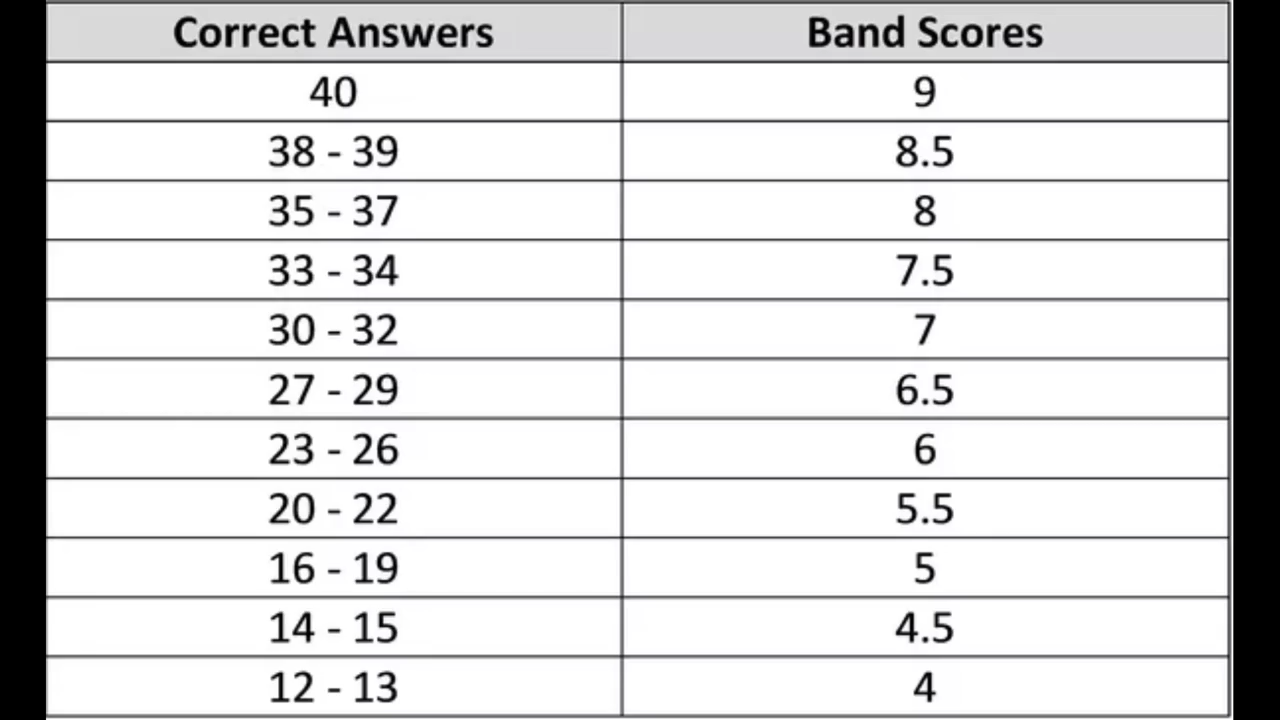 Correct Answers Band Scores
40 9
38 - 39 8.5
35 - 37 8
33 - 34 7.5
30 - 32 7
27 - 29 6.5
23 - 26 6
20 - 22 5.5
16 - 19 5
14 - 15 4.5
12 - 13 4